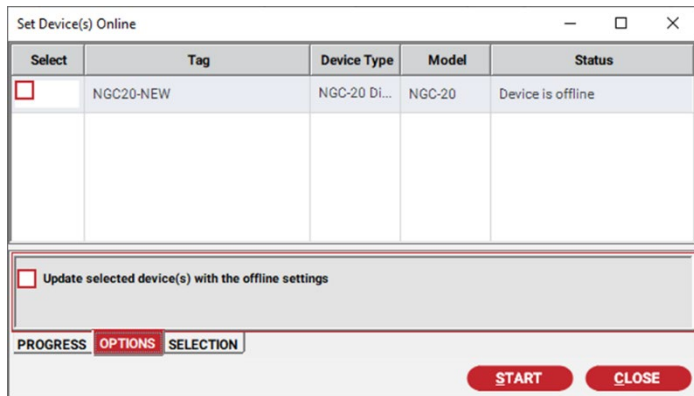 Set Device(s) Online
Select Tag Device Type Model Status
NGC20-NEW NGC-20 Di... NGC-20 Device is offline
Update selected device(s) with the offline settings
PROGRESS OPTIONS SELECTION
START CLOSE